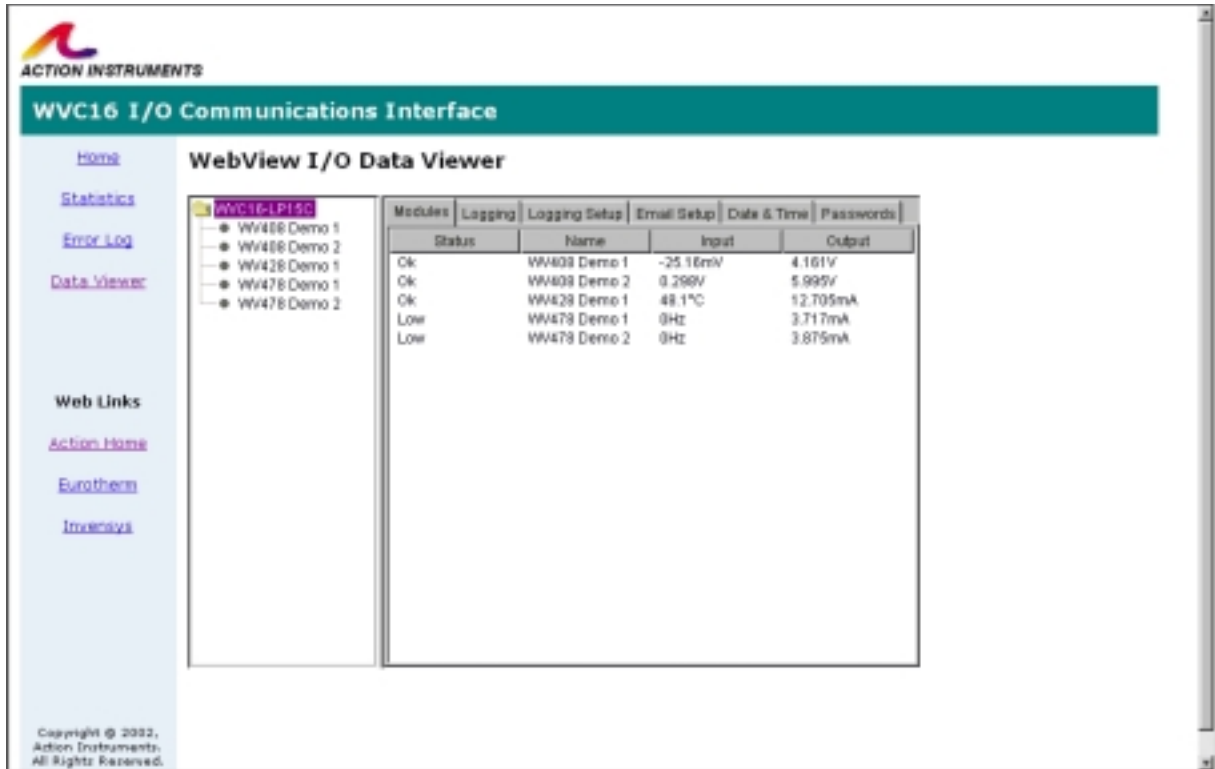 ACTION INSTRUMENTS
WVC16 I/O Communications Interface
Home
Statistics
Error Log
Data Viewer
Web Links
Action Home
Eurotherm
Invensys
Copyright @ 2002,
Action Instruments.
All Rights Reserved.
WebView I/O Data Viewer
WVC16-LP15C
WV408 Demo 1
WV408 Demo 2
WV428 Demo 1
WV478 Demo 1
WV478 Demo 2
Modules Logging Logging Setup Email Setup Date & Time Passwords
Status Name Input Output
Ok WV408 Demo 1 -25.16mV 4.161V
Ok WV408 Demo 2 0.298V 5.995V
Ok WV428 Demo 1 48.1°C 12.705mA
Low WV478 Demo 1 0Hz 3.717mA
Low WV478 Demo 2 0Hz 3.875mA